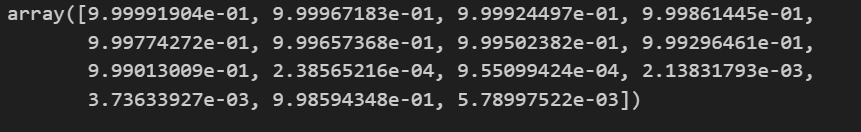 array([9.99991904e-01, 9.99967183e-01, 9.99924497e-01, 9.99861445e-01,
9.99774272e-01, 9.99657368e-01, 9.99502382e-01, 9.99296461e-01,
9.99013009e-01, 2.38565216e-04, 9.55099424e-04, 2.13831793e-03,
3.73633927e-03, 9.98594348e-01, 5.78997522e-03])